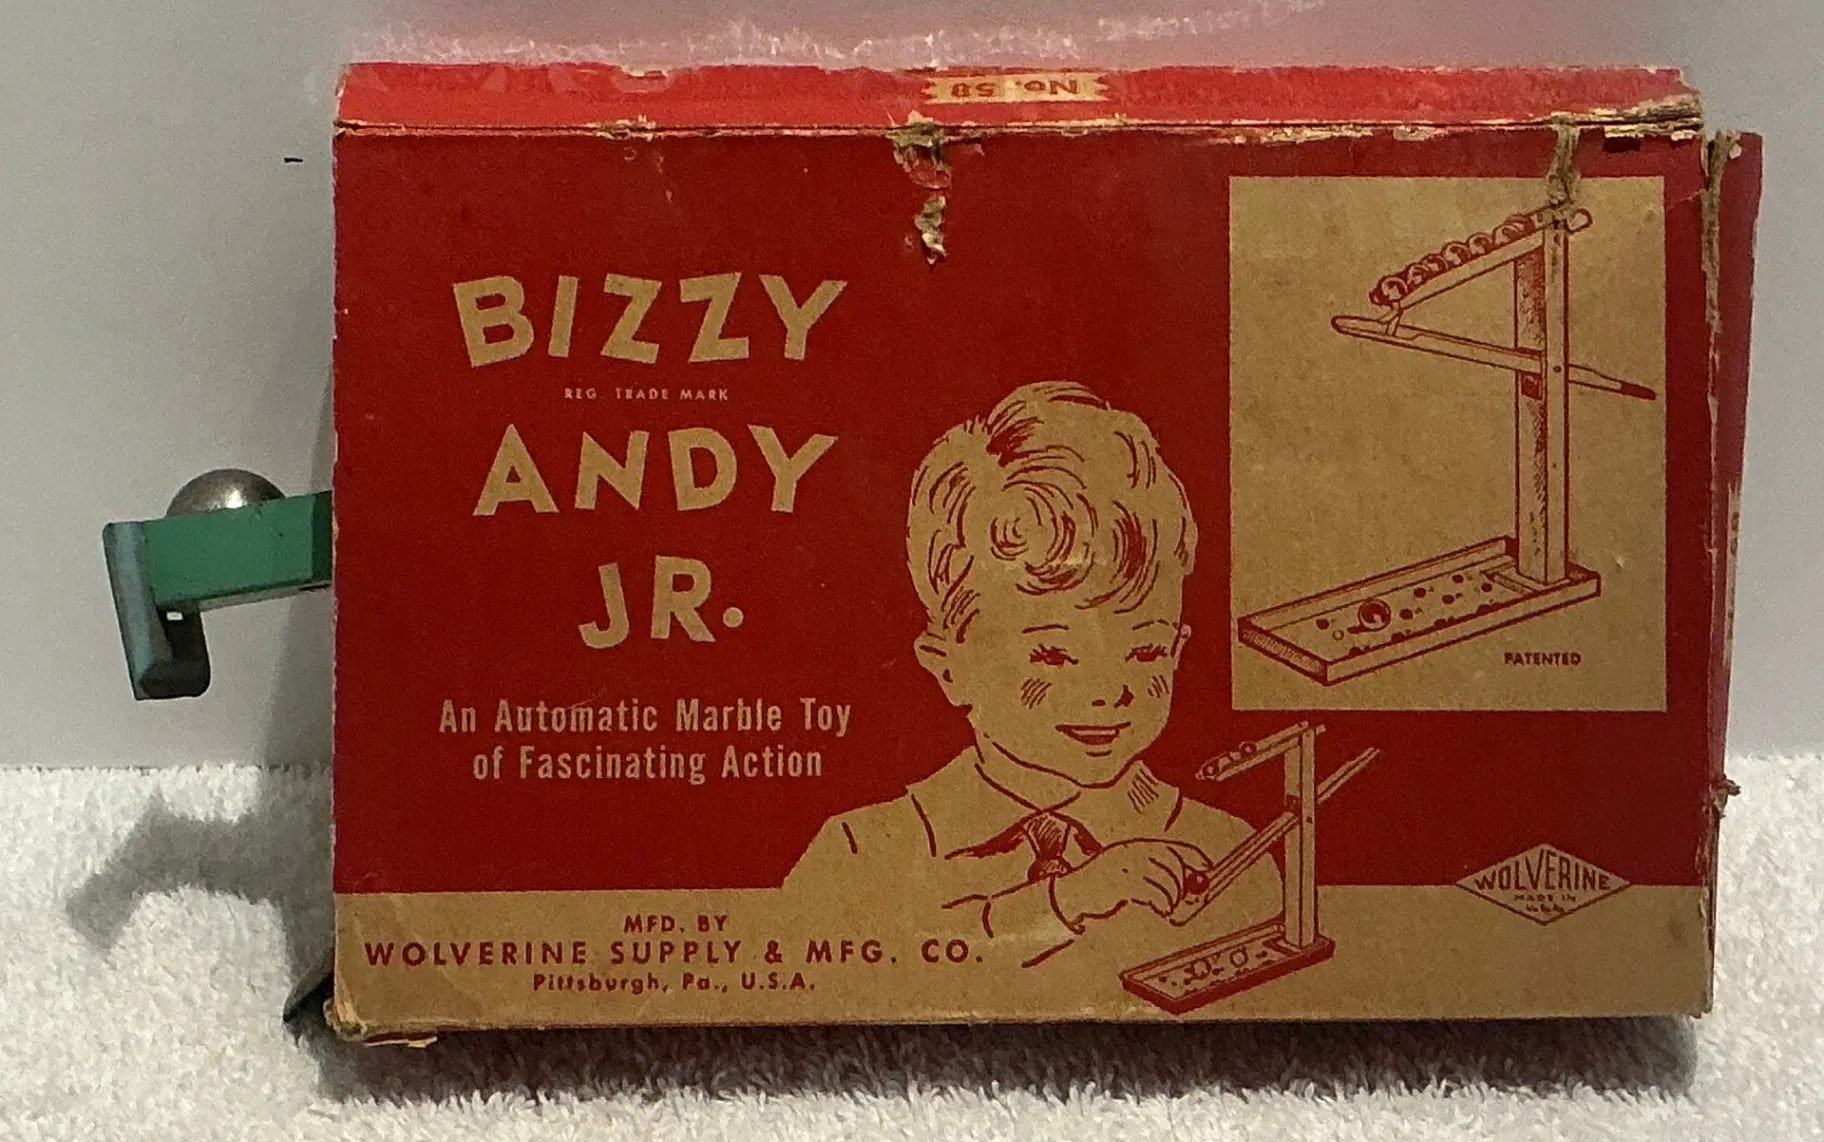 No. 58
BIZZY
REG. TRADE MARK
ANDY
JR.
An Automatic Marble Toy
of Fascinating Action
PATENTED
WOLVERINE
MADE IN
U.S.A.
MFD. BY
WOLVERINE SUPPLY & MFG. CO.
Pittsburgh, Pa., U.S.A.